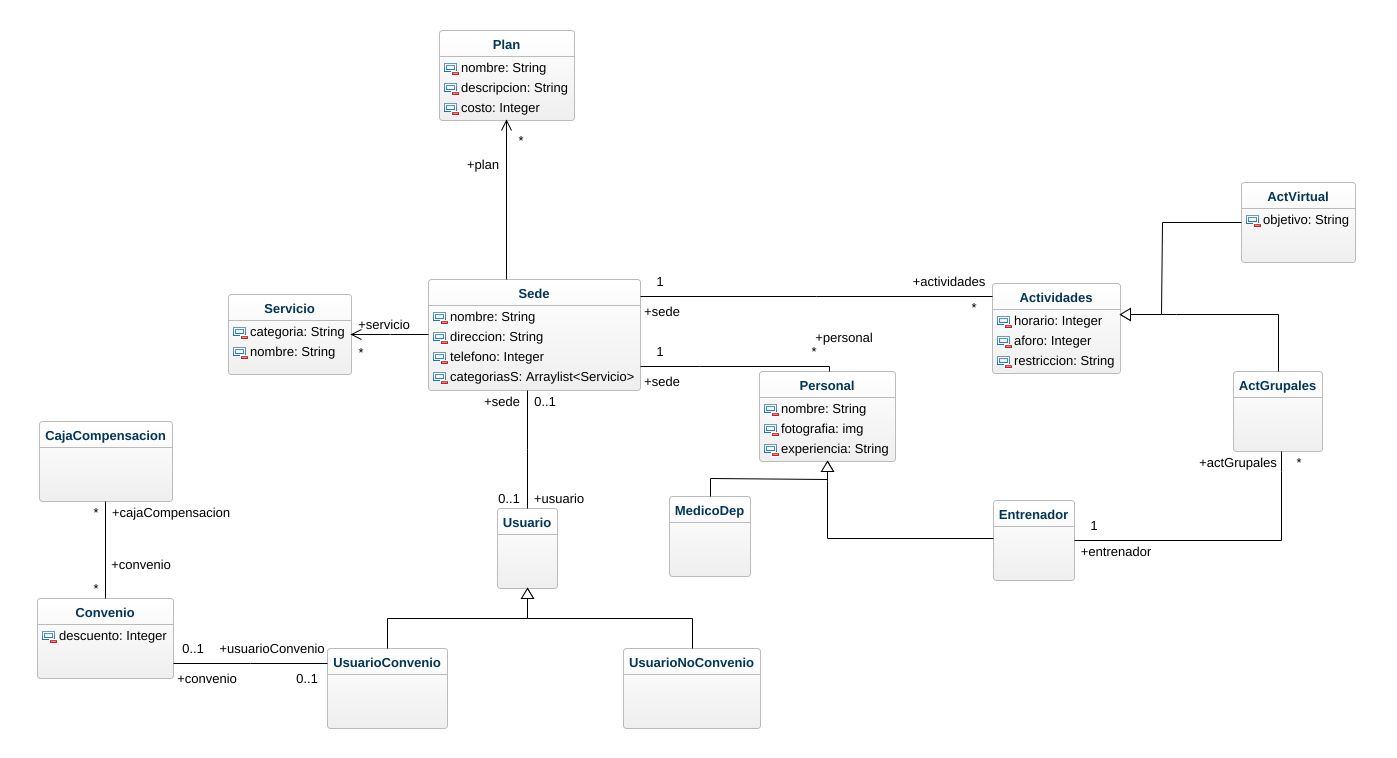 Plan
nombre: String
descripcion: String
costo: Integer
*
+plan
ActVirtual
objetivo: String
Sede
nombre: String
direccion: String
telefono: Integer
categoriasS: Arraylist<Servicio>
1
+sede
+actividades
*
Actividades
horario: Integer
aforo: Integer
restriccion: String
Servicio
categoria: String
nombre: String
+servicio
*
1
+sede
+personal
*
Personal
nombre: String
fotografia: img
experiencia: String
ActGrupales
+actGrupales
*
+sede
0..1
CajaCompensacion
*
+cajaCompensacion
+convenio
*
0..1
+usuario
Usuario
MedicoDep
Entrenador
1
+entrenador
Convenio
descuento: Integer
0..1
+usuarioConvenio
+convenio
0..1
UsuarioConvenio
UsuarioNoConvenio